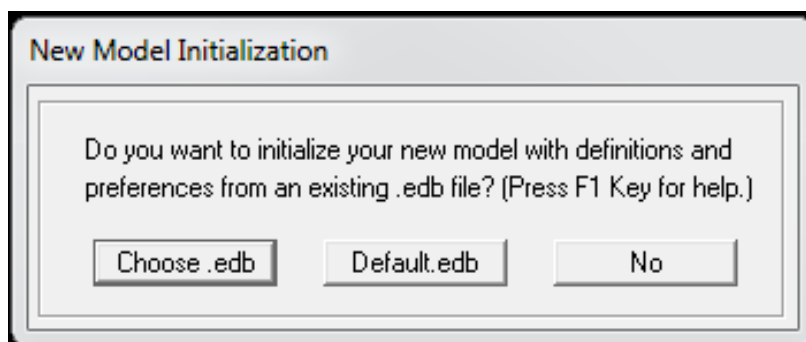 New Model Initialization
Do you want to initialize your new model with definitions and
preferences from an existing .edb file? (Press F1 Key for help.)
Choose .edb
Default.edb
No